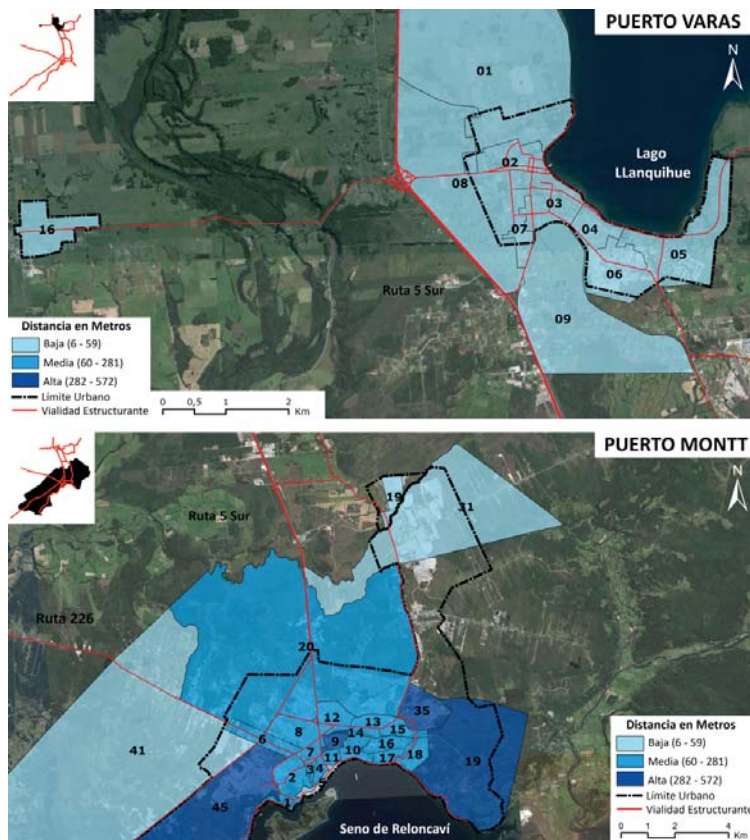 PUERTO VARAS
N
01
Lago
LLanquihue
02
08
03
16
07
04
05
06
Ruta 5 Sur
09
Distancia en Metros
Baja (6 - 59)
Media (60 - 281)
Alta (282 - 572)
Límite Urbano
Vialidad Estructurante
0 0,5 1 2
Km
PUERTO MONTT
N
19
31
Ruta 5 Sur
Ruta 226
20
35
12
13
41
6
8
14
15
9
19
7
10
16
11
17
18
2
3
4
45
1
Distancia en Metros
Baja (6 - 59)
Media (60 - 281)
Alta (282 - 572)
Límite Urbano
Vialidad Estructurante
Seno de Reloncaví
0 1 2 4
Km